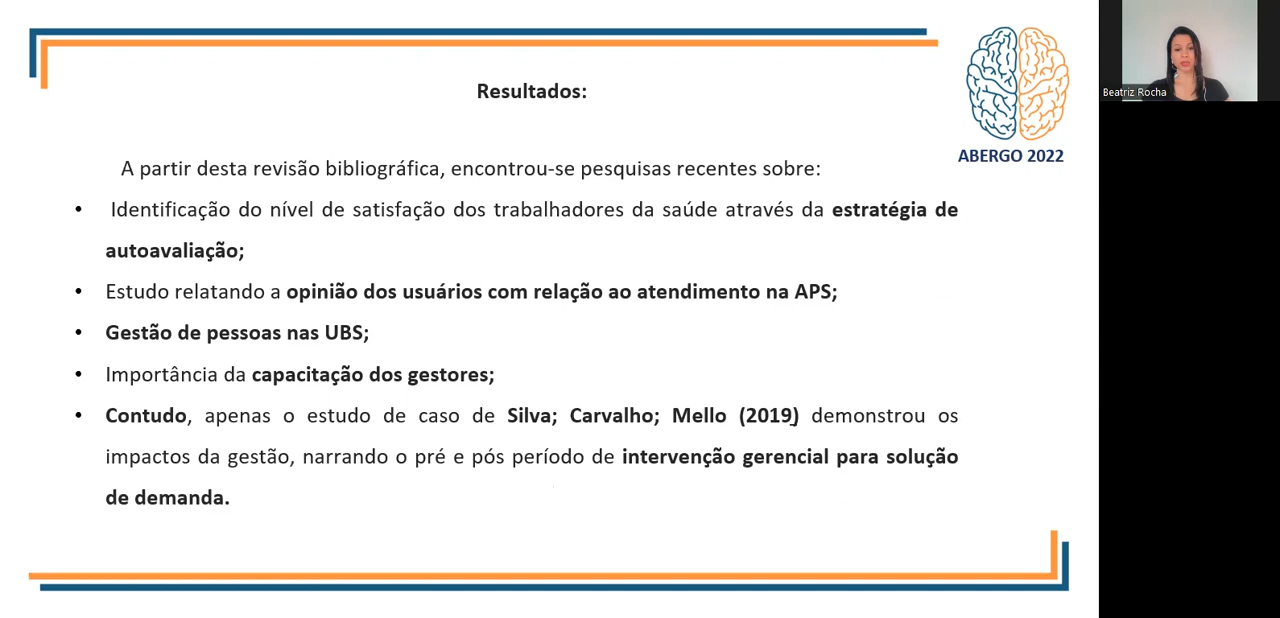 Resultados:
ABERGO 2022
Beatriz Rocha
A partir desta revisão bibliográfica, encontrou-se pesquisas recentes sobre:
• Identificação do nível de satisfação dos trabalhadores da saúde através da estratégia de
autoavaliação;
• Estudo relatando a opinião dos usuários com relação ao atendimento na APS;
• Gestão de pessoas nas UBS;
• Importância da capacitação dos gestores;
• Contudo, apenas o estudo de caso de Silva; Carvalho; Mello (2019) demonstrou os
impactos da gestão, narrando o pré e pós período de intervenção gerencial para solução
de demanda.